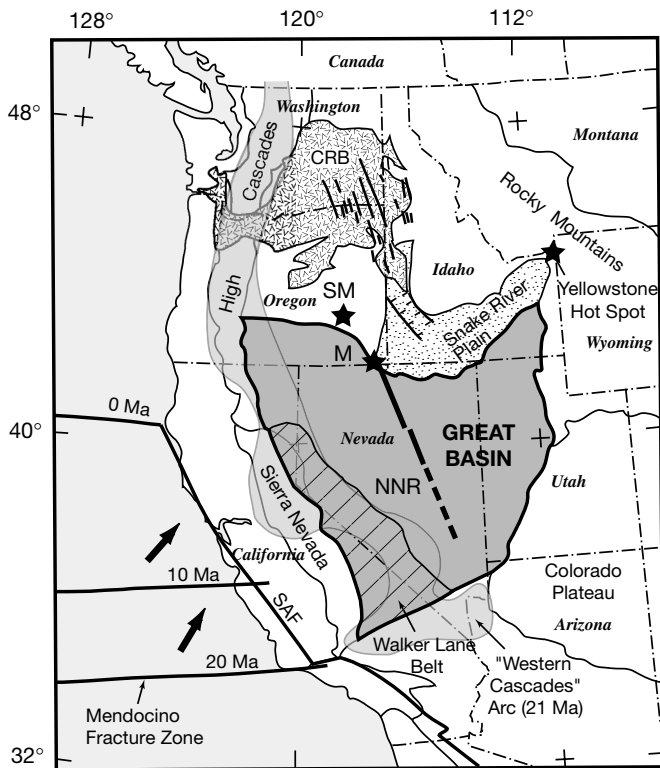 128°
120°
112°
Canada
48°
Washington
Montana
Cascades
CRB
Rocky Mountains
Idaho
High
SM
Oregon
Yellowstone
Hot Spot
Snake River
Plain
Wyoming
M
0 Ma
40°
Nevada
GREAT
BASIN
NNR
Utah
Sierra Nevada
California
10 Ma
SAF
Colorado
Plateau
Arizona
Walker Lane
Belt
20 Ma
"Western
Cascades"
Arc (21 Ma)
Mendocino
Fracture Zone
32°